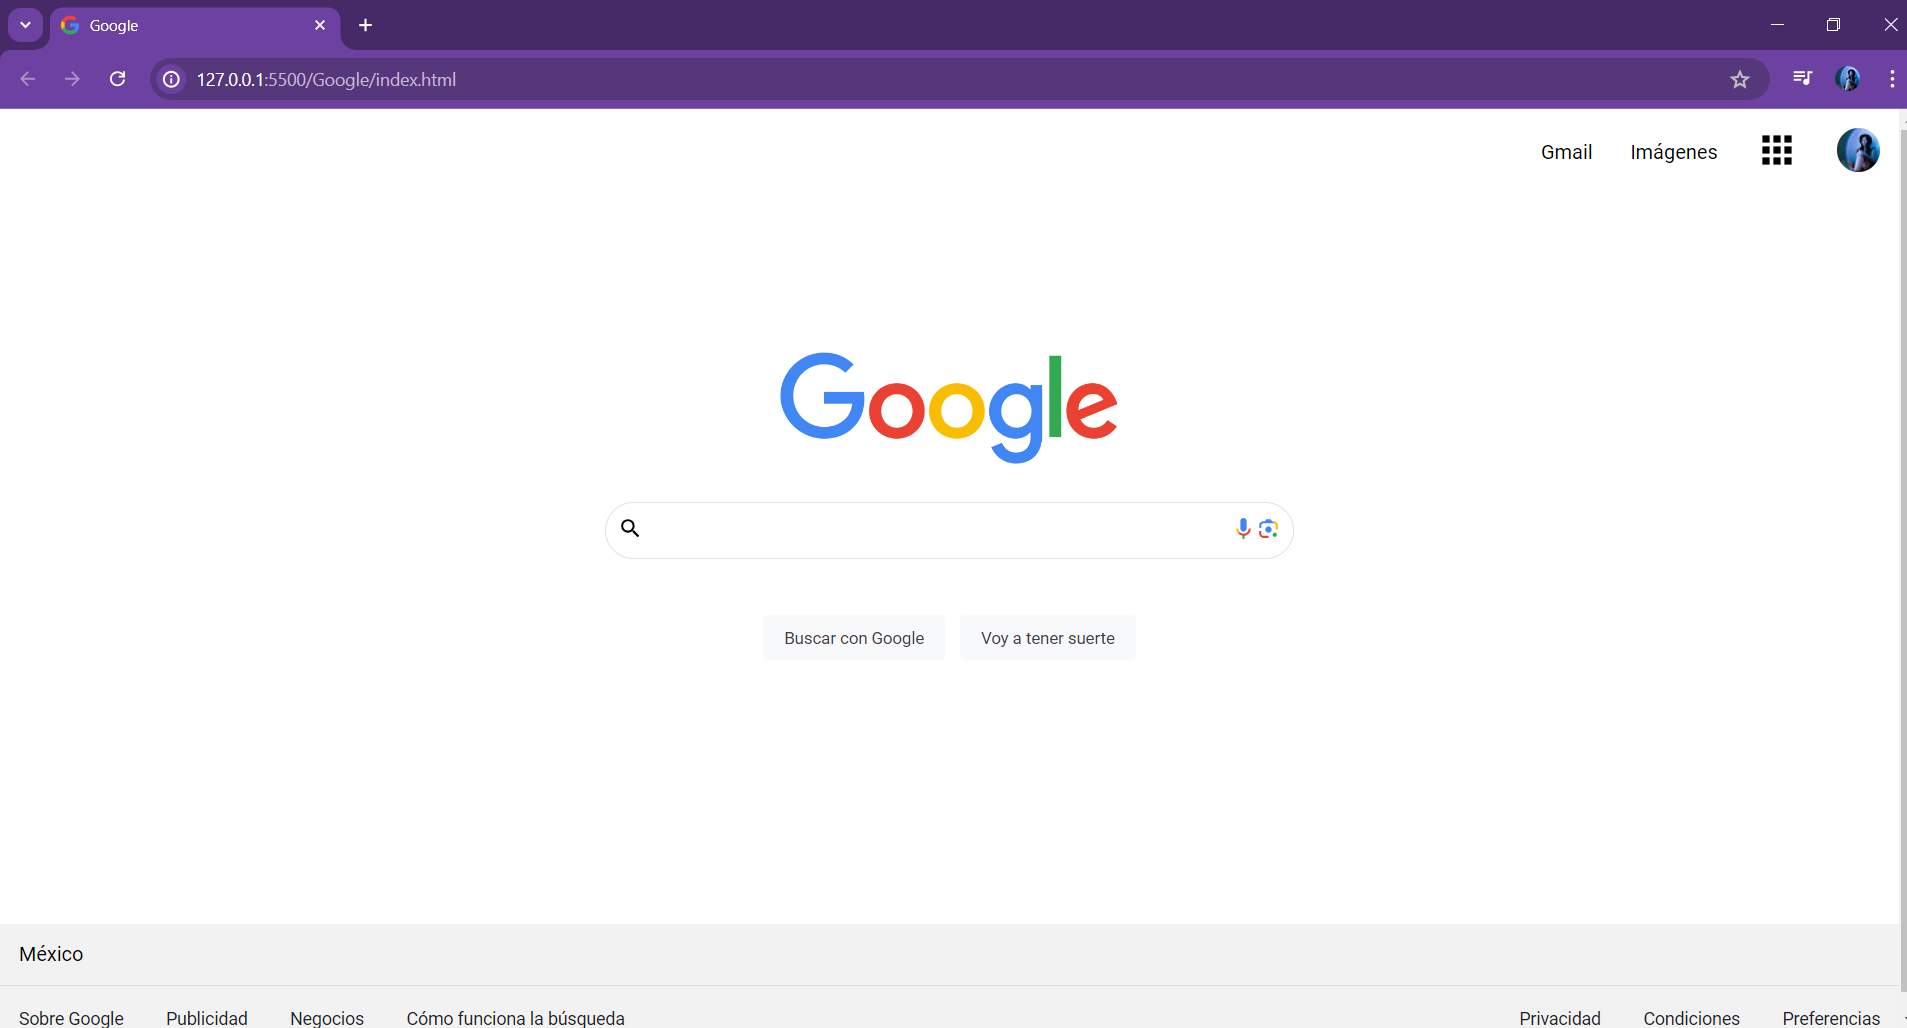 Google
127.0.0.1:5500/Google/index.html
Gmail Imágenes
Google
Buscar con Google Voy a tener suerte
México
Sobre Google Publicidad Negocios Cómo funciona la búsqueda Privacidad Condiciones Preferencias